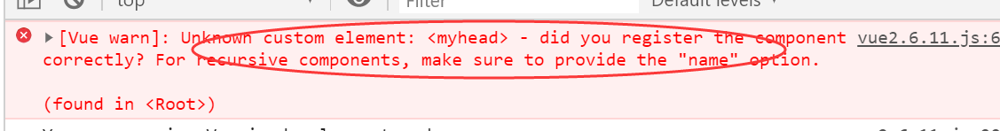 top Filter Default levels
[Vue warn]: Unknown custom element: <myhead> - did you register the component vue2.6.11.js:6
correctly? For recursive components, make sure to provide the "name" option.
(found in <Root>)